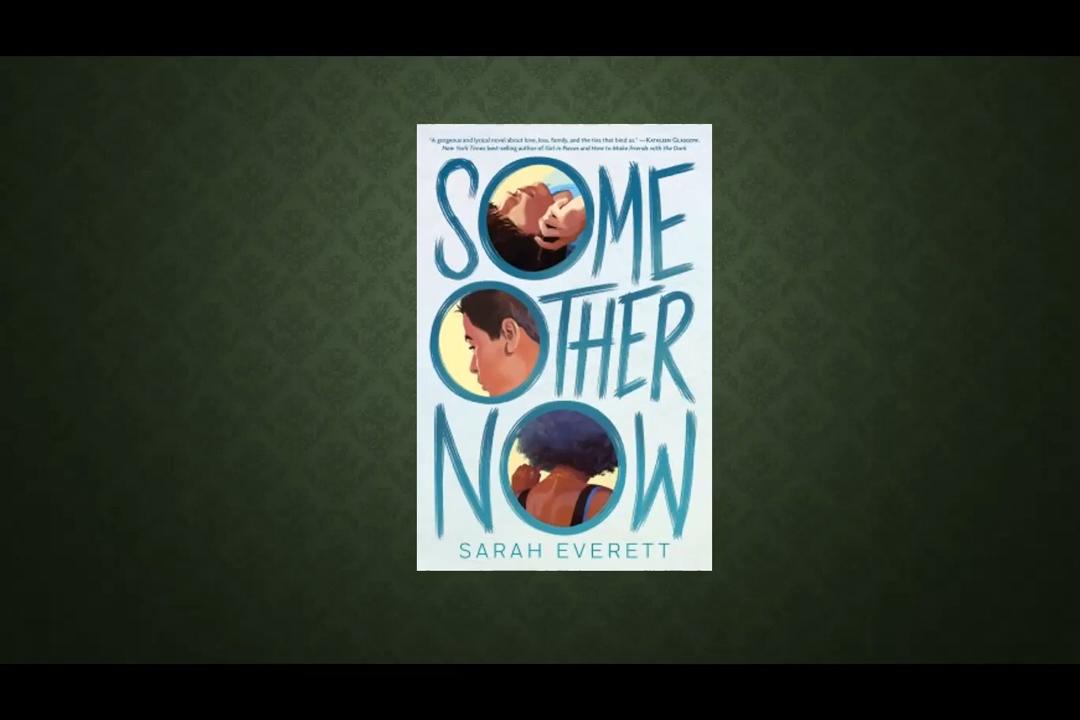 "A gorgeous and lyrical novel about love, loss, family, and the ties that bind us." —KATHLEEN GLASGOW,
New York Times best-selling author of Girl in Pieces and How to Make Friends with the Dark
SOME
OTHER
NOW
SARAH EVERETT